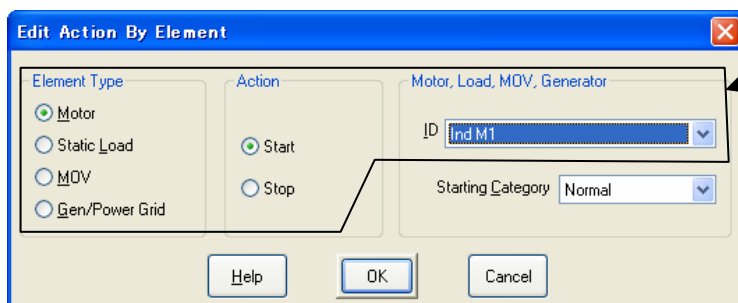 Edit Action By Element
Element Type
Motor
Static Load
MOV
Gen/Power Grid
Action
Start
Stop
Motor, Load, MOV, Generator
ID Ind M1
Starting Category Normal
Help OK Cancel